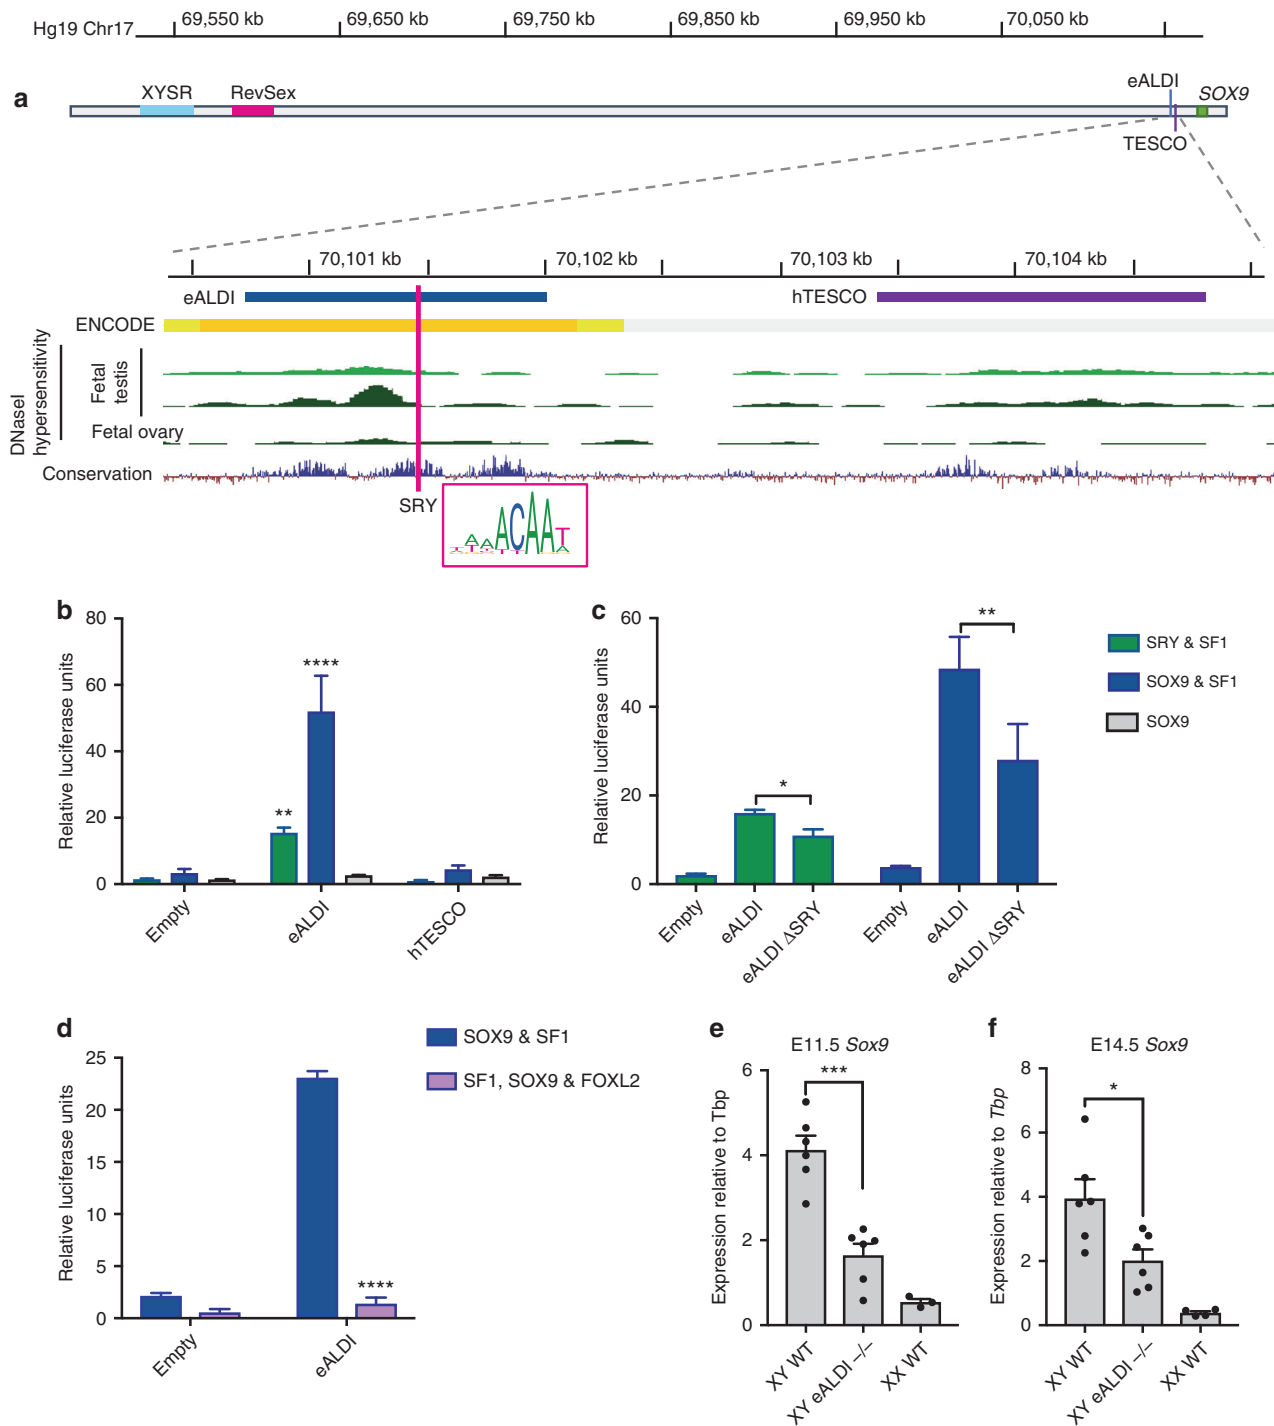 69,550 kb 69,650 kb 69,750 kb 69,850 kb 69,950 kb 70,050 kb
Hg19 Chr17
a
XYSR RevSex eALDI SOX9
TESCO
70,101 kb 70,102 kb 70,103 kb 70,104 kb
eALDI hTESCO
ENCODE
DNaseI
hypersensitivity
Fetal
testis
Fetal ovary
Conservation
SRY
ACAAT
b
80
60
40
20
0
Relative luciferase units
**
****
Empty eALDI hTESCO
c
60
40
20
0
Relative luciferase units
*
**
Empty eALDI eALDI ΔSRY Empty eALDI eALDI ΔSRY
SRY & SF1
SOX9 & SF1
SOX9
d
25
20
15
10
5
0
Relative luciferase units
****
Empty eALDI
SOX9 & SF1
SF1, SOX9 & FOXL2
e
E11.5 Sox9
6
4
2
0
Expression relative to Tbp
***
XY WT XY eALDI –/– XX WT
f
E14.5 Sox9
8
6
4
2
0
Expression relative to Tbp
*
XY WT XY eALDI –/– XX WT